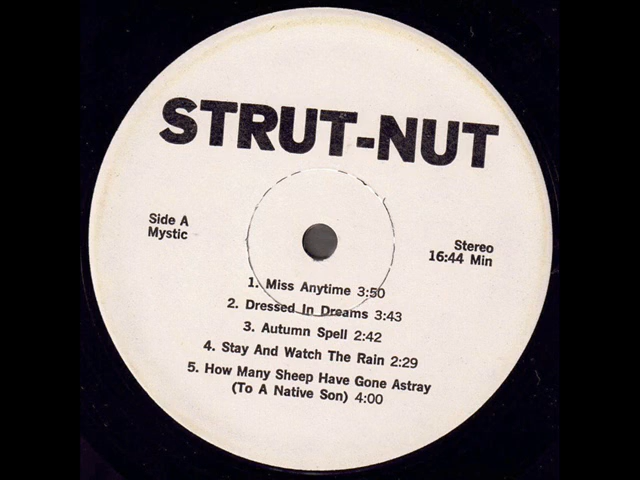 STRUT-NUT
Side A
Mystic
Stereo
16:44 Min
1. Miss Anytime 3:50
2. Dressed In Dreams 3:43
3. Autumn Spell 2:42
4. Stay And Watch The Rain 2:29
5. How Many Sheep Have Gone Astray
(To A Native Son) 4:00